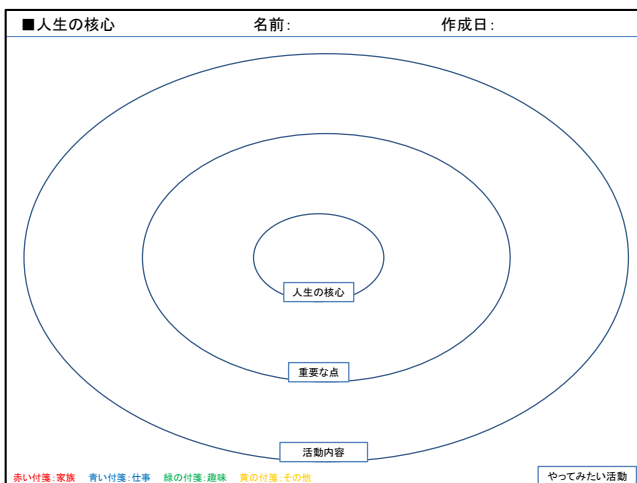 ■人生の核心 名前: 作成日:
人生の核心
重要な点
活動内容
赤い付箋:家族 青い付箋:仕事 緑の付箋:趣味 黄の付箋:その他
やってみたい活動